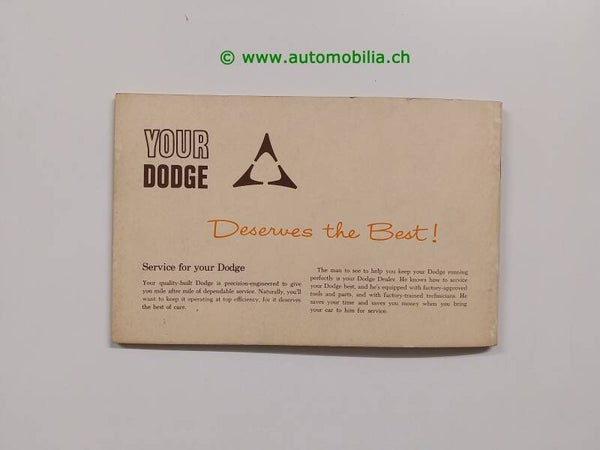 © www.automobilia.ch
YOUR
DODGE
Deserves the Best!
Service for your Dodge
Your quality-built Dodge is precision-engineered to give
you mile after mile of dependable service. Naturally, you'll
want to keep it operating at top efficiency, for it deserves
the best of care.
The man to see to help you keep your Dodge running
perfectly is your Dodge Dealer. He knows how to service
your Dodge best, and he's equipped with factory-approved
tools and parts, and with factory-trained technicians. He
saves your time and saves you money when you bring
your car to him for service.